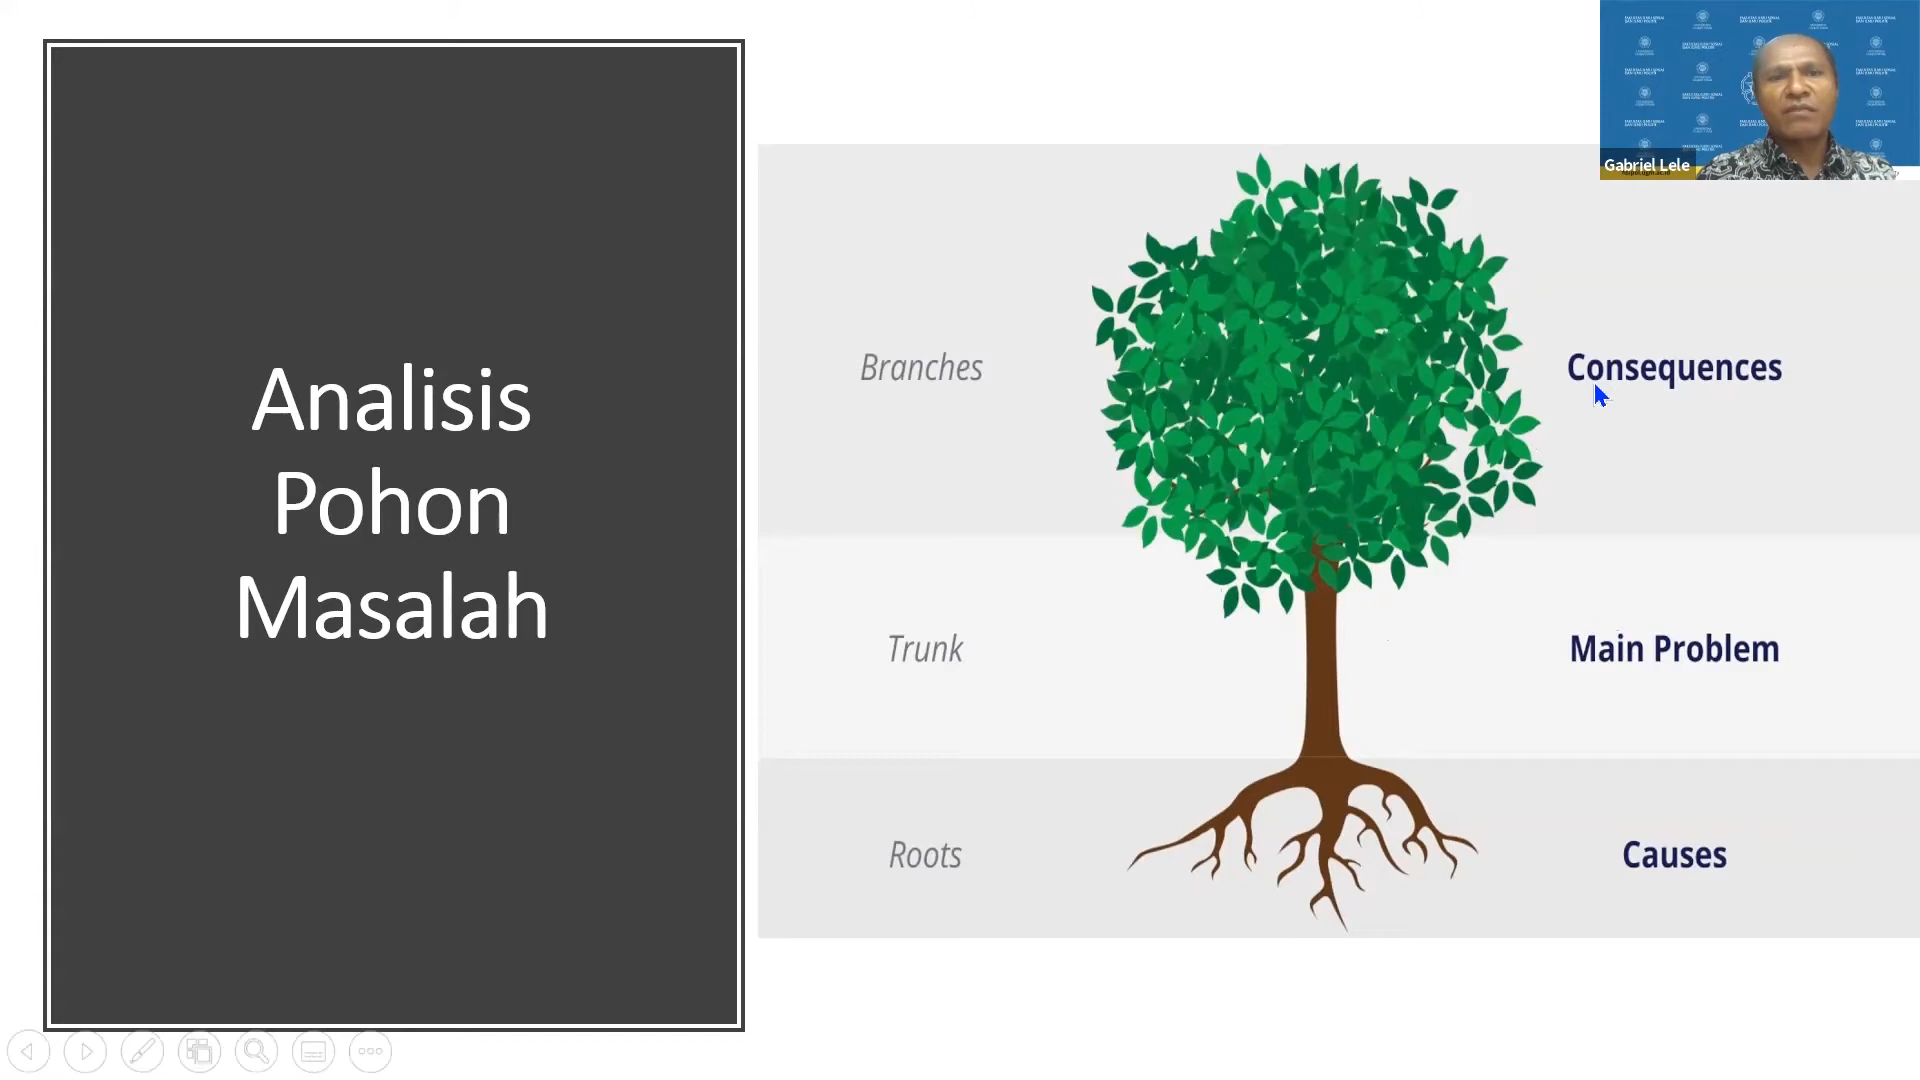 Analisis
Pohon
Masalah
Branches
Consequences
Trunk
Main Problem
Roots
Causes
Gabriel Lele